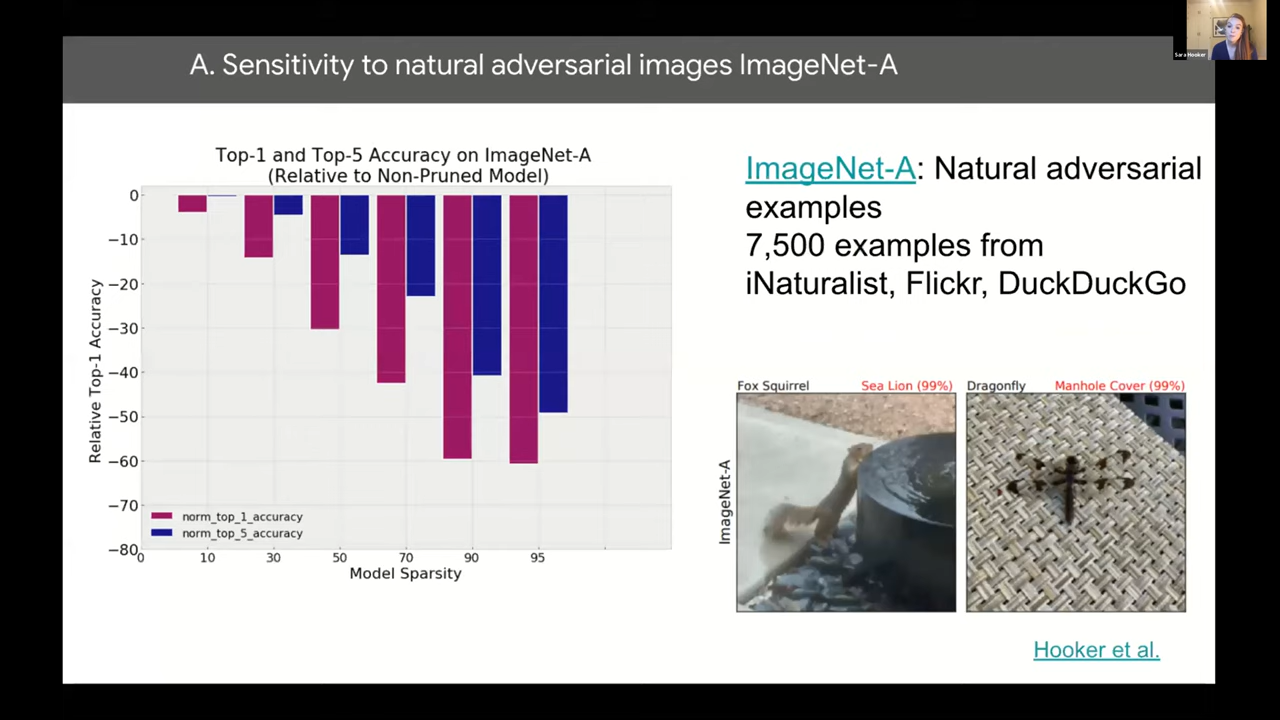 Sara Hooker
A. Sensitivity to natural adversarial images ImageNet-A
Top-1 and Top-5 Accuracy on ImageNet-A
(Relative to Non-Pruned Model)
Relative Top-1 Accuracy
0
−10
−20
−30
−40
−50
−60
−70
−80
norm_top_1_accuracy
norm_top_5_accuracy
0 10 30 50 70 90 95
Model Sparsity
ImageNet-A: Natural adversarial
examples
7,500 examples from
iNaturalist, Flickr, DuckDuckGo
Fox Squirrel Sea Lion (99%) Dragonfly Manhole Cover (99%)
ImageNet-A
Hooker et al.